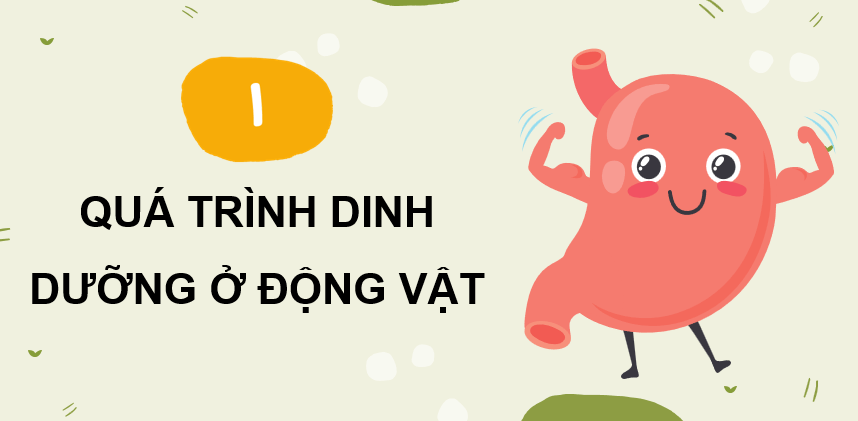 I
QUÁ TRÌNH DINH
DƯỠNG Ở ĐỘNG VẬT